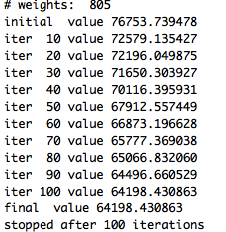 # weights:  805
initial  value 76753.739478
iter  10 value 72579.135427
iter  20 value 72196.049875
iter  30 value 71650.303927
iter  40 value 70116.395931
iter  50 value 67912.557449
iter  60 value 66873.196628
iter  70 value 65777.369038
iter  80 value 65066.832060
iter  90 value 64496.660529
iter 100 value 64198.430863
final  value 64198.430863
stopped after 100 iterations